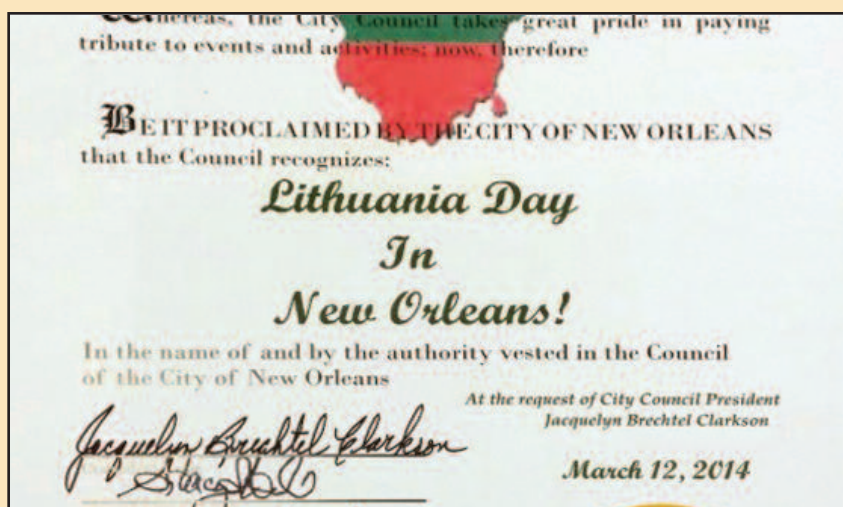 Whereas, the City Council takes great pride in paying
tribute to events and activities; now, therefore
BE IT PROCLAIMED BY THE CITY OF NEW ORLEANS
that the Council recognizes:
Lithuania Day
In
New Orleans!
In the name of and by the authority vested in the Council
of the City of New Orleans
At the request of City Council President
Jacquelyn Brechtel Clarkson
Jacquelyn Brechtel Clarkson
March 12, 2014